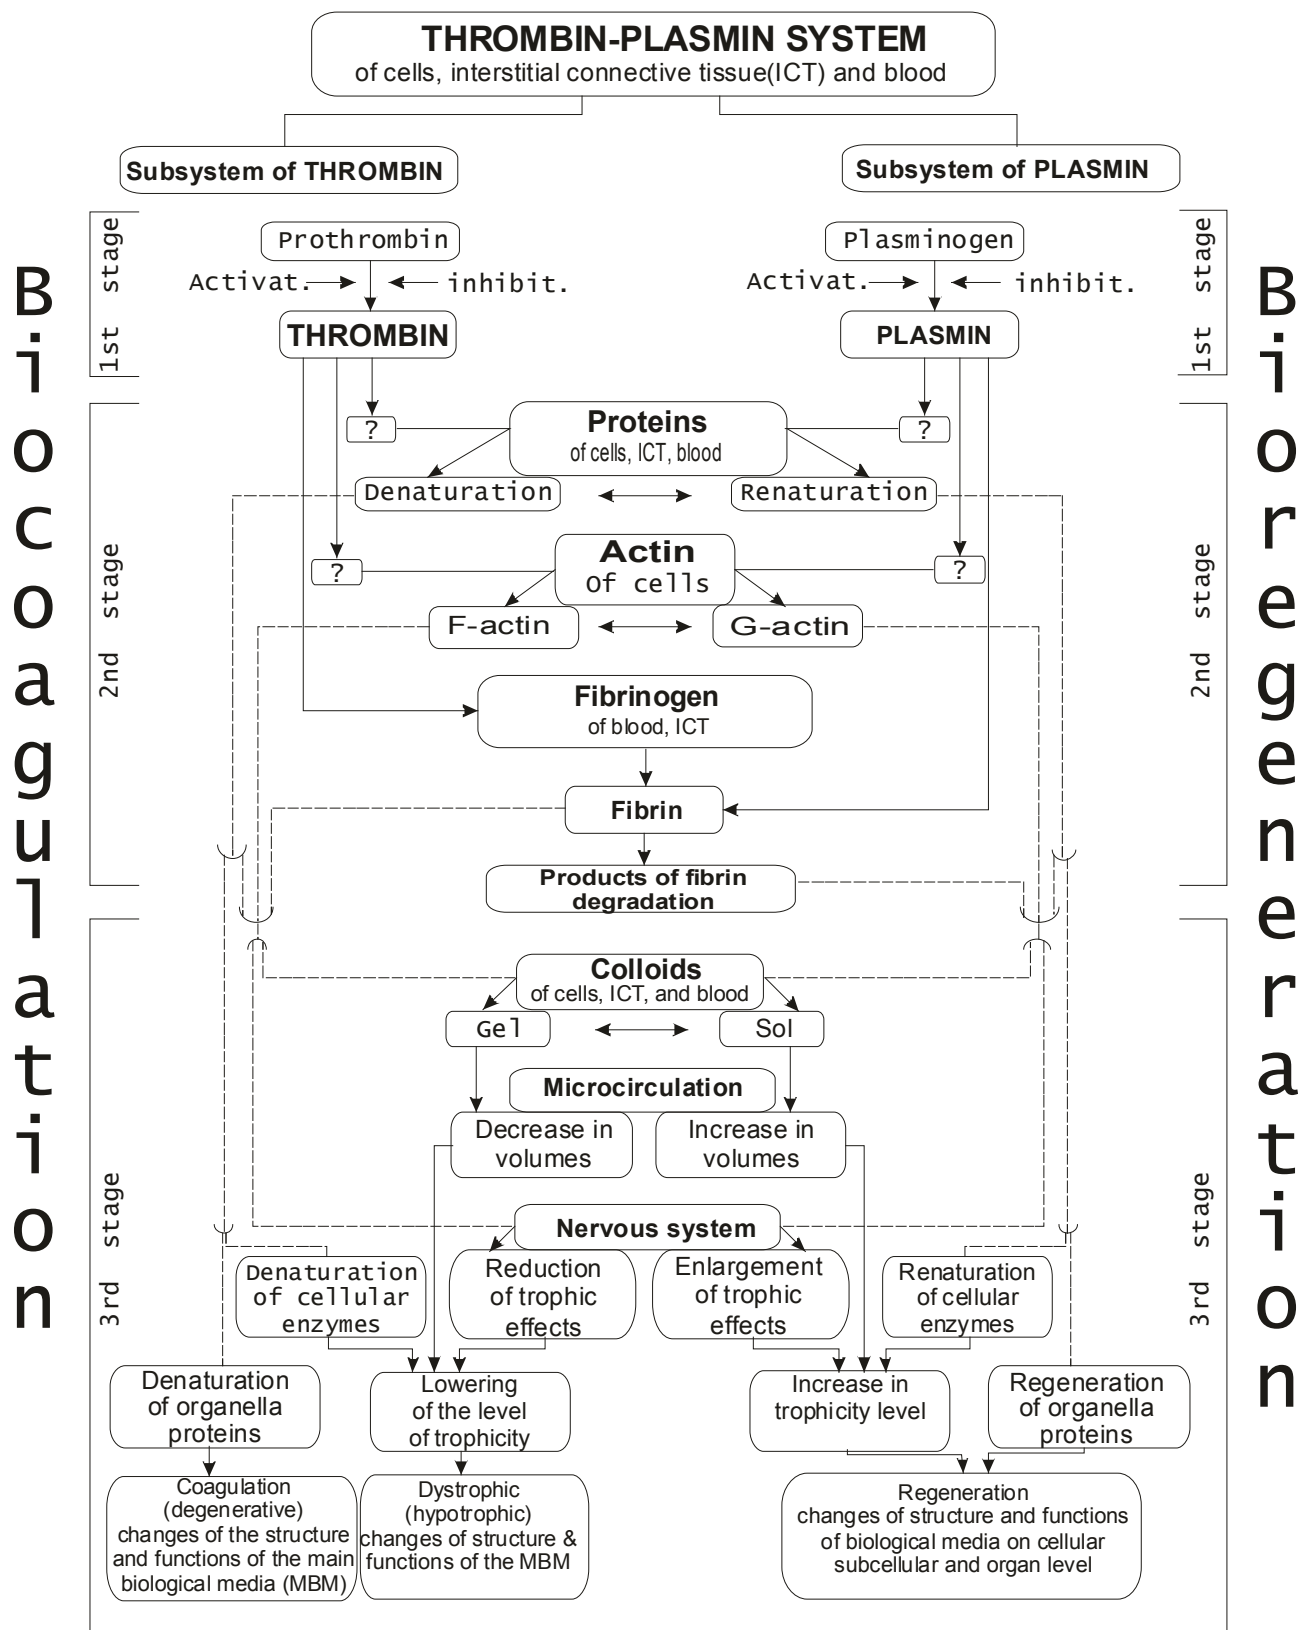 THROMBIN-PLASMIN SYSTEM
of cells, interstitial connective tissue(ICT) and blood
Subsystem of THROMBIN
Subsystem of PLASMIN
Biocoagulation
Bioregeneration
1st stage
1st stage
Prothrombin
Plasminogen
Activat.
inhibit.
Activat.
inhibit.
THROMBIN
PLASMIN
2nd stage
2nd stage
?
Proteins
of cells, ICT, blood
?
Denaturation
Renaturation
?
Actin
Of cells
?
F-actin
G-actin
Fibrinogen
of blood, ICT
Fibrin
Products of fibrin
degradation
3rd stage
3rd stage
Colloids
of cells, ICT, and blood
Gel
Sol
Microcirculation
Decrease in
volumes
Increase in
volumes
Nervous system
Denaturation
of cellular
enzymes
Reduction
of trophic
effects
Enlargement
of trophic
effects
Renaturation
of cellular
enzymes
Denaturation
of organella
proteins
Lowering
of the level
of trophicity
Increase in
trophicity level
Regeneration
of organella
proteins
Coagulation
(degenerative)
changes of the structure
and functions of the main
biological media (MBM)
Dystrophic
(hypotrophic)
changes of structure &
functions of the MBM
Regeneration
changes of structure and functions
of biological media on cellular
subcellular and organ level